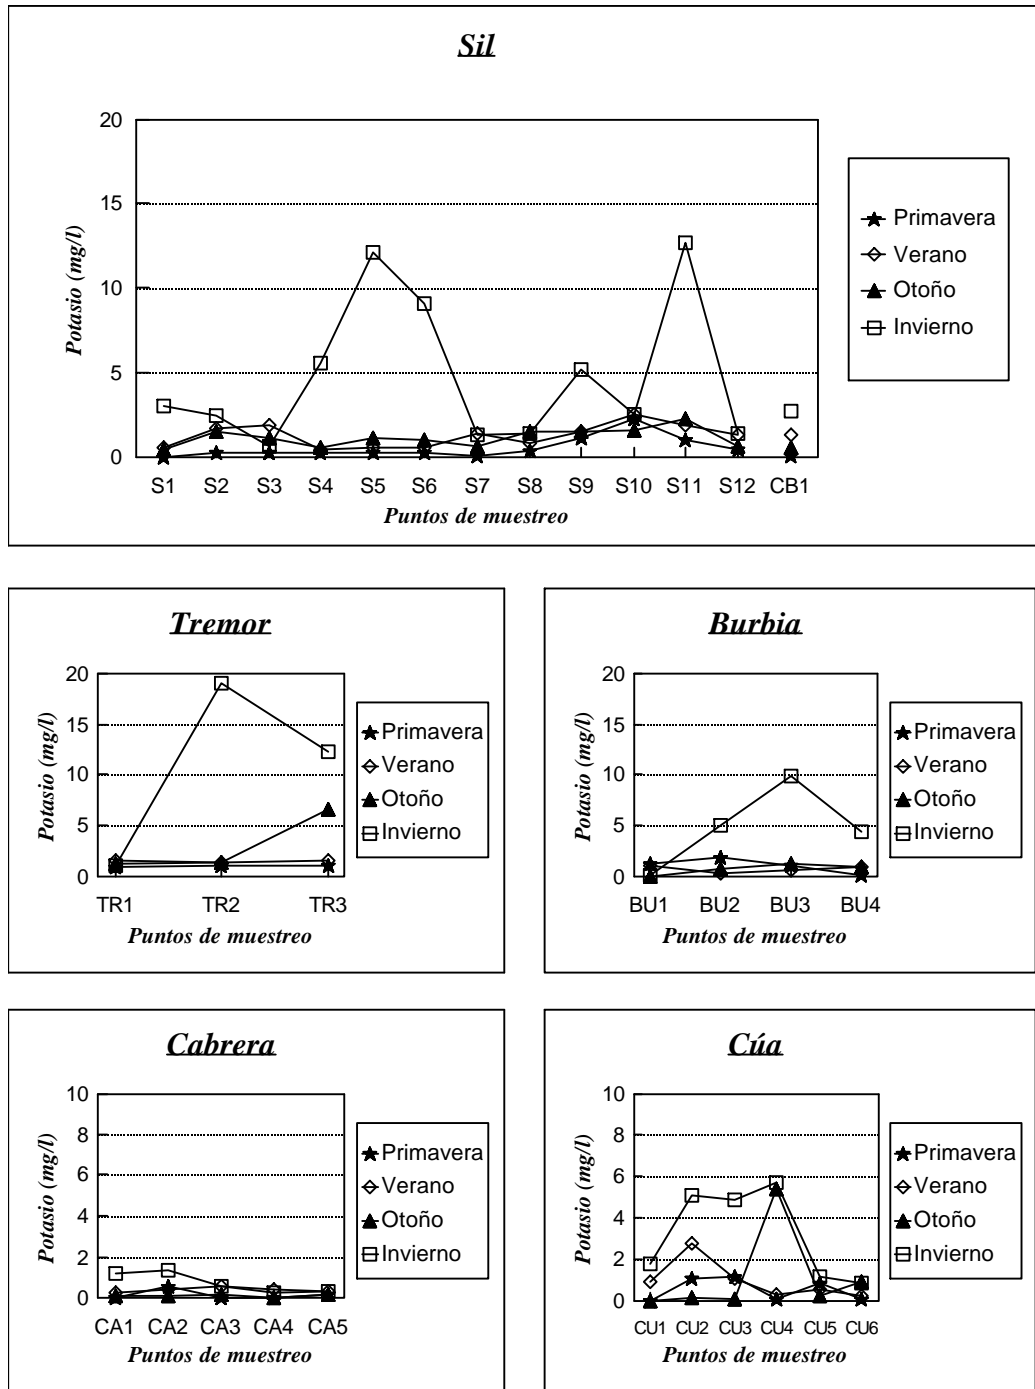 Sil
Potasio (mg/l)
20
15
10
5
0
S1 S2 S3 S4 S5 S6 S7 S8 S9 S10 S11 S12 CB1
Puntos de muestreo
Primavera
Verano
Otoño
Invierno
Tremor
Potasio (mg/l)
20
15
10
5
0
TR1 TR2 TR3
Puntos de muestreo
Primavera
Verano
Otoño
Invierno
Burbia
Potasio (mg/l)
20
15
10
5
0
BU1 BU2 BU3 BU4
Puntos de muestreo
Primavera
Verano
Otoño
Invierno
Cabrera
Potasio (mg/l)
10
8
6
4
2
0
CA1 CA2 CA3 CA4 CA5
Puntos de muestreo
Primavera
Verano
Otoño
Invierno
Cúa
Potasio (mg/l)
10
8
6
4
2
0
CU1 CU2 CU3 CU4 CU5 CU6
Puntos de muestreo
Primavera
Verano
Otoño
Invierno